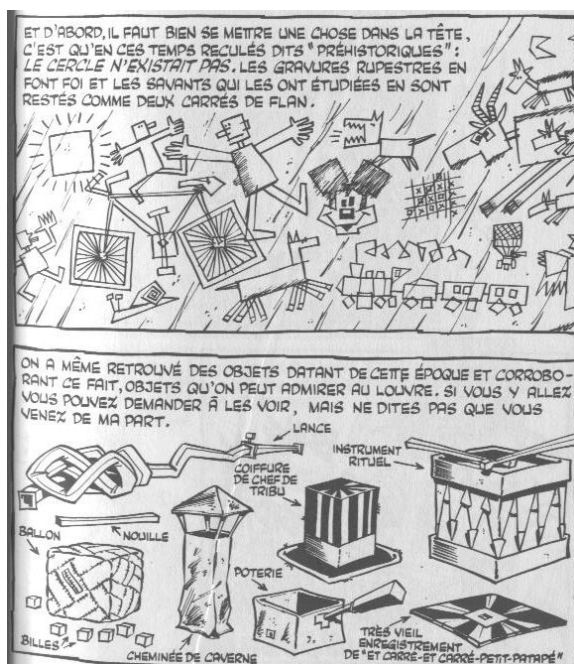 ET D'ABORD, IL FAUT BIEN SE METTRE UNE CHOSE DANS LA TÊTE,
C'EST QU'EN CES TEMPS RECULÉS DITS "PRÉHISTORIQUES" :
LE CERCLE N'EXISTAIT PAS. LES GRAVURES RUPESTRES EN
FONT FOI ET LES SAVANTS QUI LES ONT ÉTUDIÉES EN SONT
RESTÉS COMME DEUX CARRÉS DE FLAN.
ON A MÊME RETROUVÉ DES OBJETS DATANT DE CETTE ÉPOQUE ET CORROBO-
RANT CE FAIT, OBJETS QU'ON PEUT ADMIRER AU LOUVRE. SI VOUS Y ALLEZ
VOUS POUVEZ DEMANDER À LES VOIR, MAIS NE DITES PAS QUE VOUS
VENEZ DE MA PART.
LANCE
COIFFURE
DE CHEF DE
TRIBU
INSTRUMENT
RITUEL
NOUILLE
BALLON
POTERIE
BILLES
CHEMINÉE DE CAVERNE
TRÈS VIEIL
ENREGISTREMENT
DE "ET CARRÉ-ET CARRÉ-PETIT-PATAPÉ"